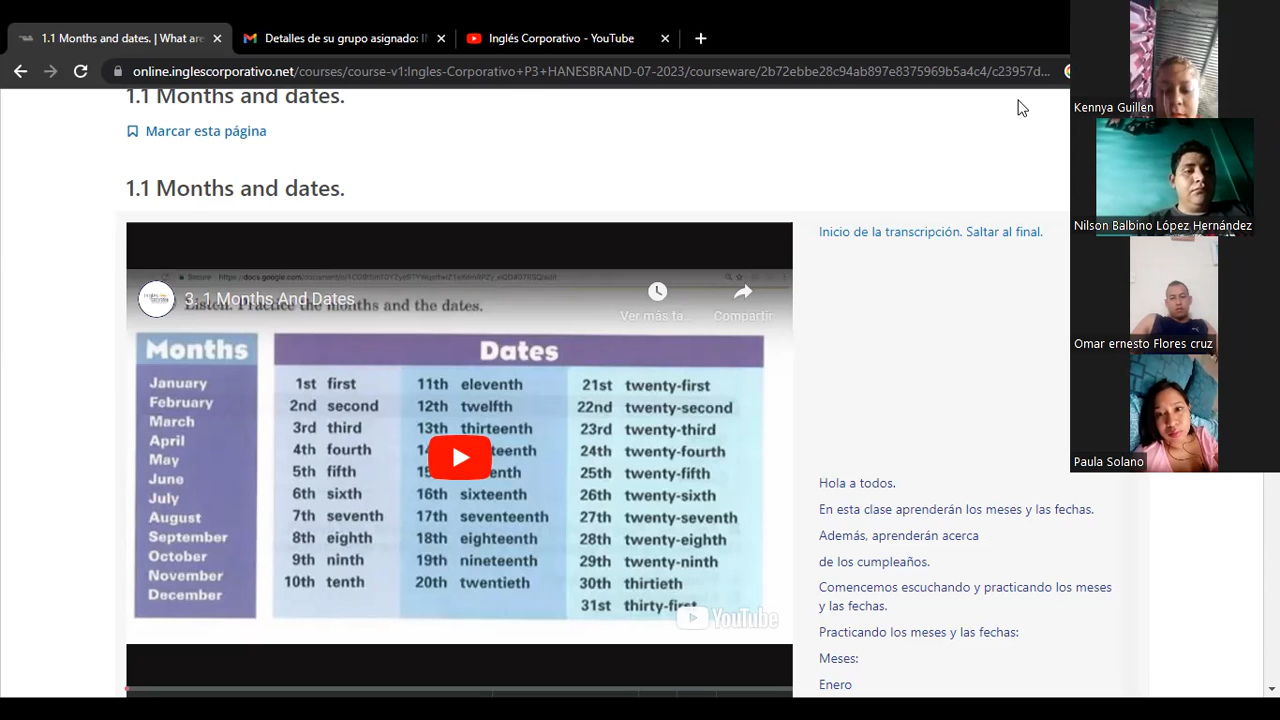 1.1 Months and dates. | What are
Detalles de su grupo asignado: I
Inglés Corporativo - YouTube
online.inglescorporativo.net/courses/course-v1:Ingles-Corporativo+P3+HANESBRAND-07-2023/courseware/2b72ebbe28c94ab897e8375969b5a4c4/c23957d...
1.1 Months and dates.
Marcar esta página
1.1 Months and dates.
3. 1 Months And Dates
Listen. Practice the months and the dates.
Ver más ta...
Compartir
Months
January
February
March
April
May
June
July
August
September
October
November
December
Dates
1st first
2nd second
3rd third
4th fourth
5th fifth
6th sixth
7th seventh
8th eighth
9th ninth
10th tenth
11th eleventh
12th twelfth
13th thirteenth
16th sixteenth
17th seventeenth
18th eighteenth
19th nineteenth
20th twentieth
21st twenty-first
22nd twenty-second
23rd twenty-third
24th twenty-fourth
25th twenty-fifth
26th twenty-sixth
27th twenty-seventh
28th twenty-eighth
29th twenty-ninth
30th thirtieth
31st thirty-first
YouTube
Inicio de la transcripción. Saltar al final.
Hola a todos.
En esta clase aprenderán los meses y las fechas.
Además, aprenderán acerca
de los cumpleaños.
Comencemos escuchando y practicando los meses
y las fechas.
Practicando los meses y las fechas:
Meses:
Enero
Kennya Guillen
Nilson Balbino López Hernández
Omar ernesto Flores cruz
Paula Solano